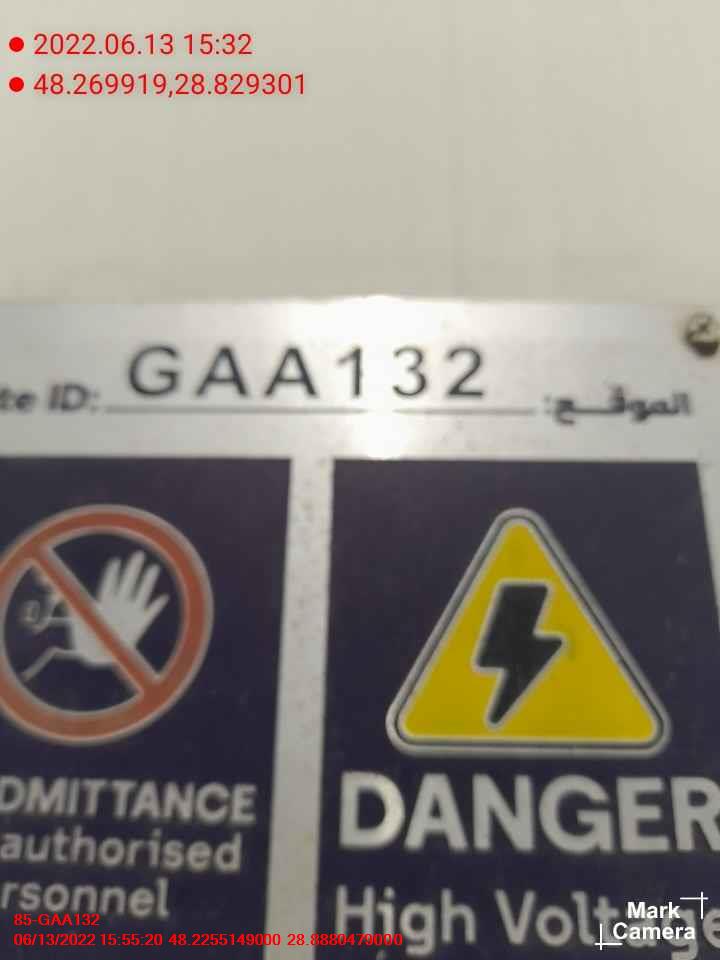 2022.06.13 15:32
48.269919,28.829301
te ID: GAA132 الموقع:
DMITTANCE
authorised
rsonnel
DANGER
High Voltage
85-GAA132
06/13/2022 15:55:20 48.2255149000 28.8880479000
Mark
Camera